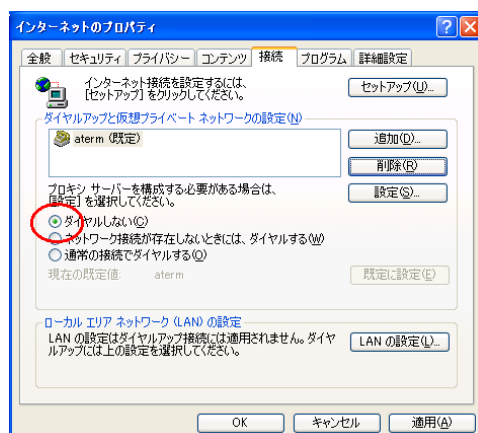 インターネットのプロパティ
全般 セキュリティ プライバシー コンテンツ 接続 プログラム 詳細設定
インターネット接続を設定するには、
[セットアップ] をクリックしてください。
セットアップ(U)...
ダイヤルアップと仮想プライベート ネットワークの設定(N)
aterm (既定)
追加(D)...
削除(R)
プロキシ サーバーを構成する必要がある場合は、
[設定] を選択してください。
設定(S)...
ダイヤルしない(C)
ネットワーク接続が存在しないときには、ダイヤルする(W)
通常の接続でダイヤルする(O)
現在の既定値: aterm
既定に設定(E)
ローカル エリア ネットワーク (LAN) の設定
LAN の設定はダイヤルアップ接続には適用されません。ダイヤ
ルアップには上の設定を選択してください。
LAN の設定(L)...
OK キャンセル 適用(A)